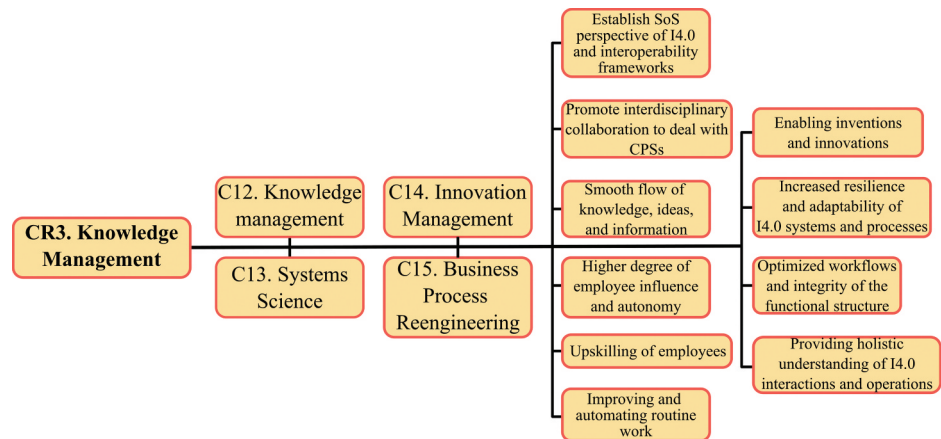 CR3. Knowledge
Management
C12. Knowledge
management
C13. Systems
Science
C14. Innovation
Management
C15. Business
Process
Reengineering
Establish SoS
perspective of I4.0
and interoperability
frameworks
Promote interdisciplinary
collaboration to deal with
CPSs
Smooth flow of
knowledge, ideas,
and information
Higher degree of
employee influence
and autonomy
Upskilling of employees
Improving and
automating routine
work
Enabling inventions
and innovations
Increased resilience
and adaptability of
I4.0 systems and processes
Optimized workflows
and integrity of the
functional structure
Providing holistic
understanding of I4.0
interactions and operations